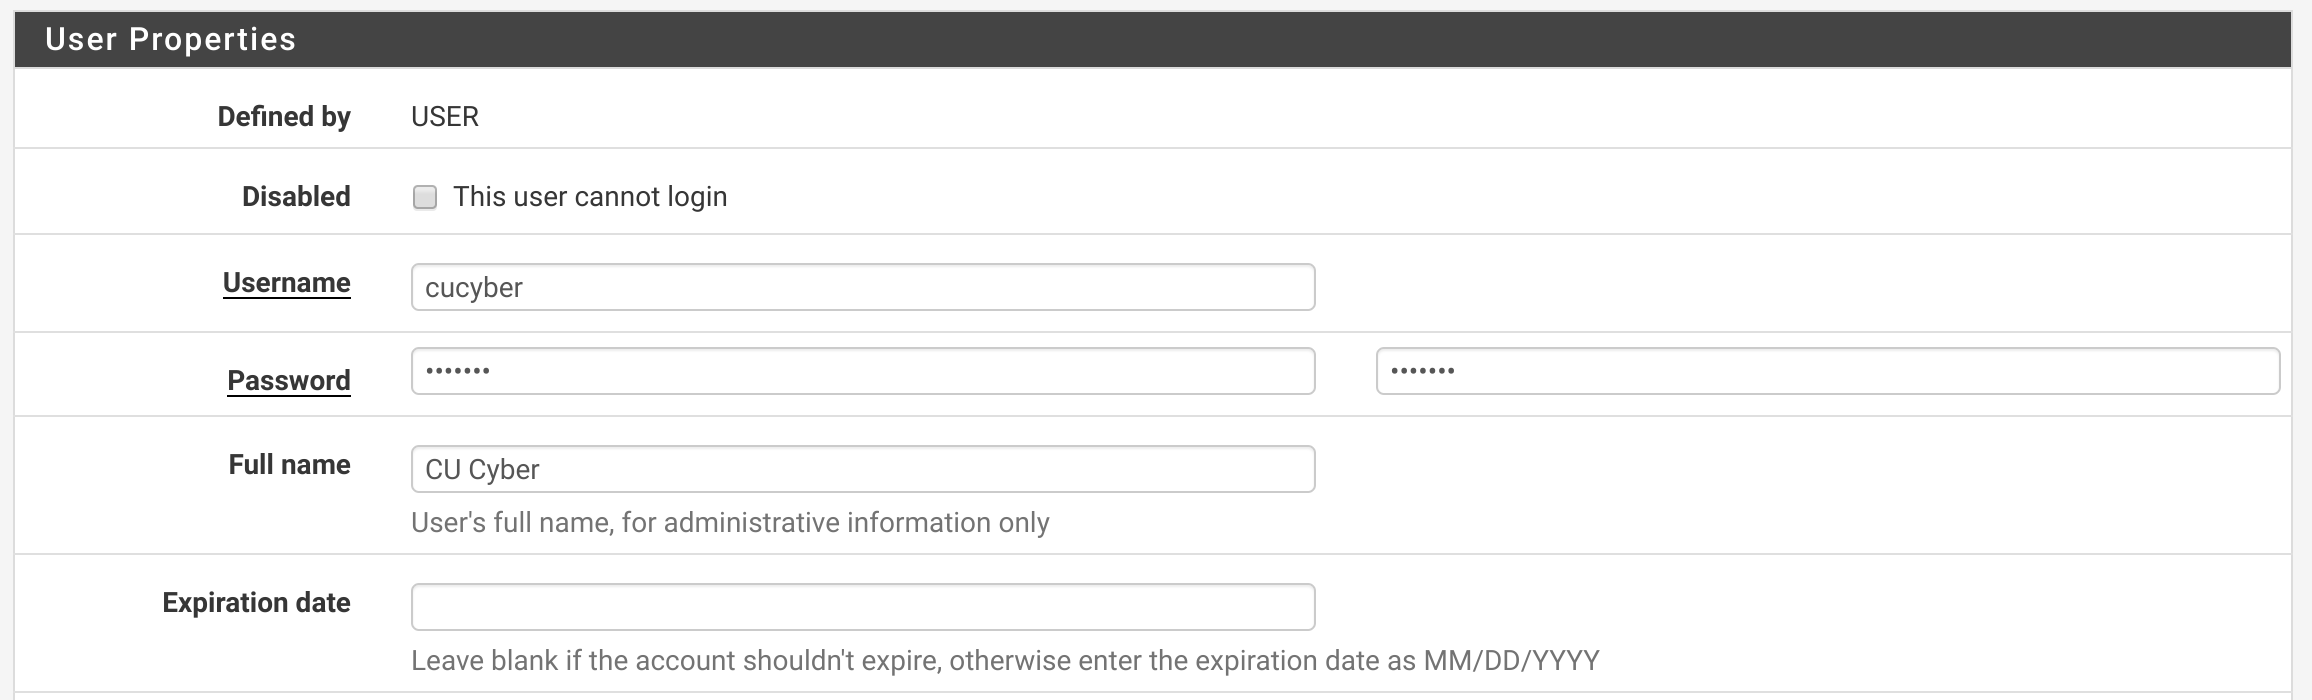 User Properties
Defined by USER
Disabled This user cannot login
Username cucyber
Password ••••••• •••••••
Full name CU Cyber
User's full name, for administrative information only
Expiration date
Leave blank if the account shouldn't expire, otherwise enter the expiration date as MM/DD/YYYY